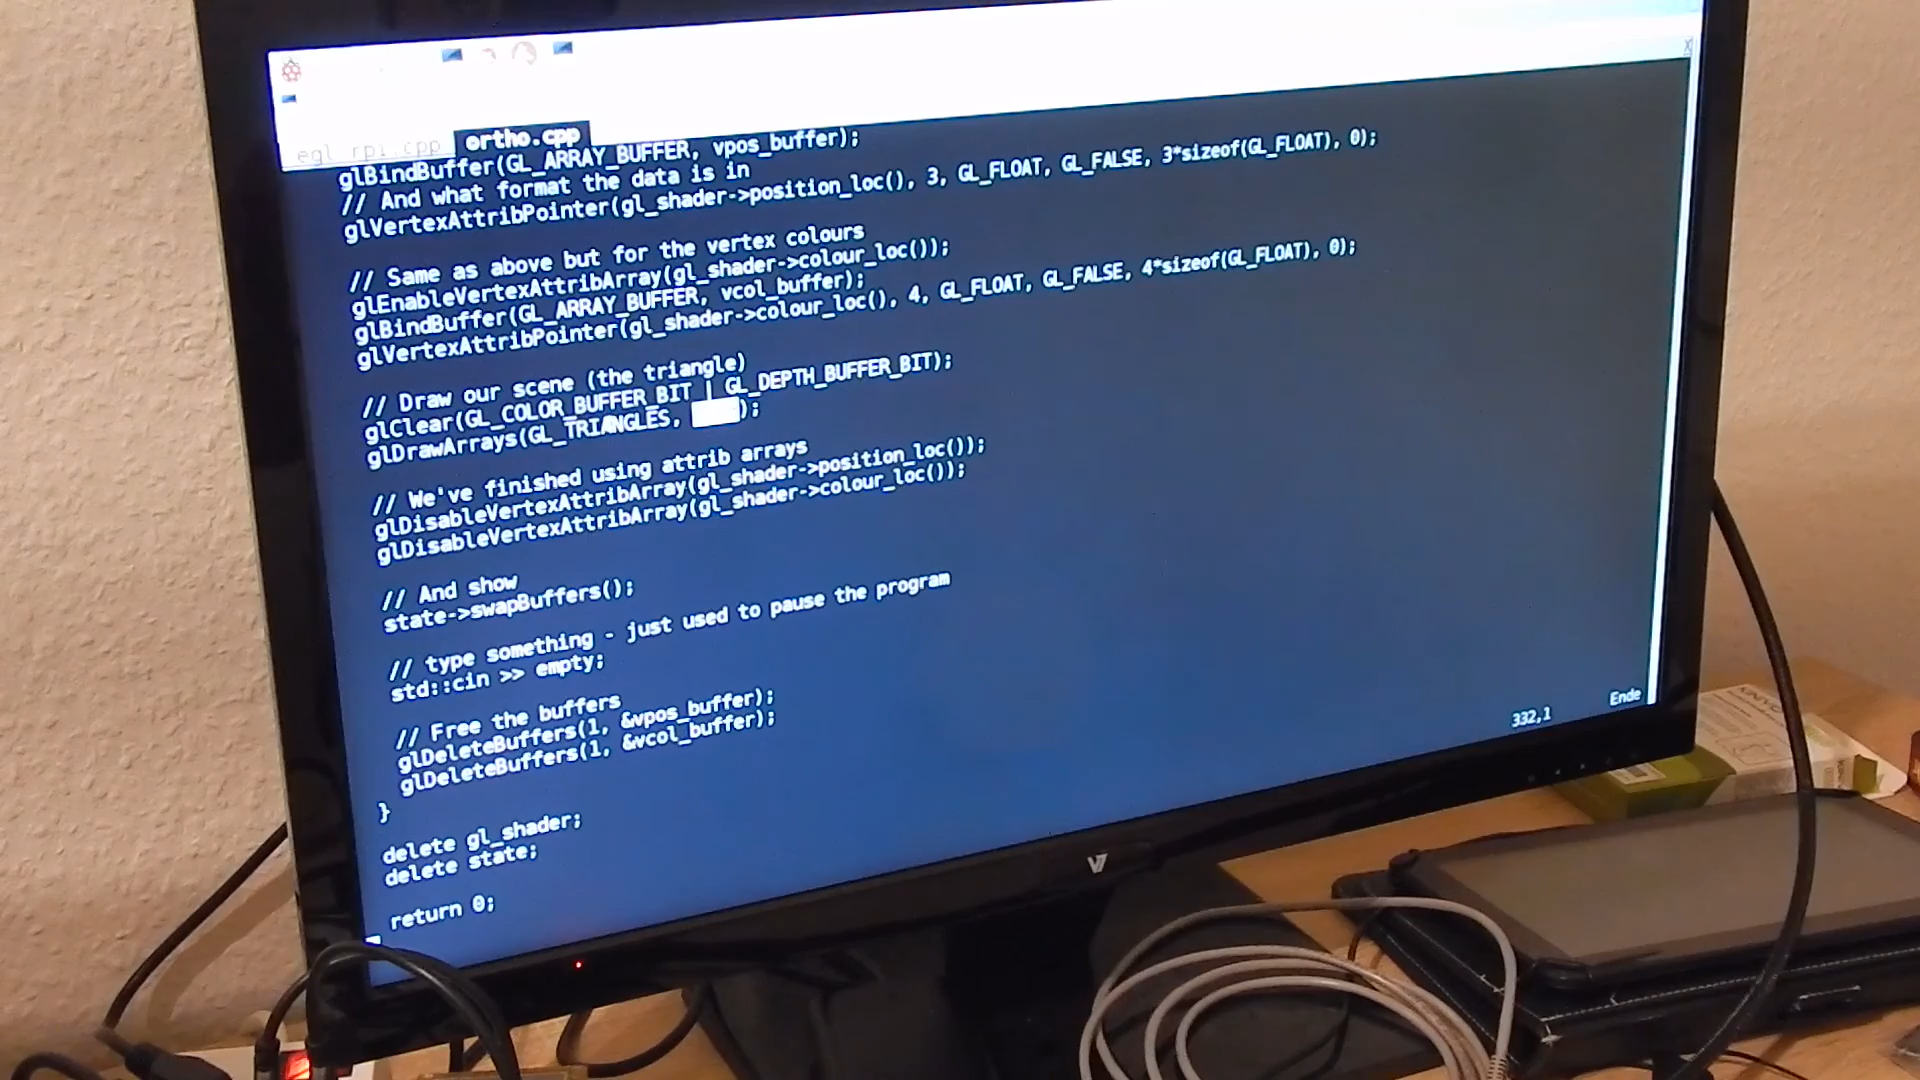 egl_rpi.cpp ortho.cpp
X
glBindBuffer(GL_ARRAY_BUFFER, vpos_buffer);
// And what format the data is in
glVertexAttribPointer(gl_shader->position_loc(), 3, GL_FLOAT, GL_FALSE, 3*sizeof(GL_FLOAT), 0);
// Same as above but for the vertex colours
glEnableVertexAttribArray(gl_shader->colour_loc());
glBindBuffer(GL_ARRAY_BUFFER, vcol_buffer);
glVertexAttribPointer(gl_shader->colour_loc(), 4, GL_FLOAT, GL_FALSE, 4*sizeof(GL_FLOAT), 0);
// Draw our scene (the triangle)
glClear(GL_COLOR_BUFFER_BIT | GL_DEPTH_BUFFER_BIT);
glDrawArrays(GL_TRIANGLES, );
// We've finished using attrib arrays
glDisableVertexAttribArray(gl_shader->position_loc());
glDisableVertexAttribArray(gl_shader->colour_loc());
// And show
state->swapBuffers();
// type something - just used to pause the program
std::cin >> empty;
// Free the buffers
glDeleteBuffers(1, &vpos_buffer);
glDeleteBuffers(1, &vcol_buffer);
}
delete gl_shader;
delete state;
return 0;
332,1 Ende
V7